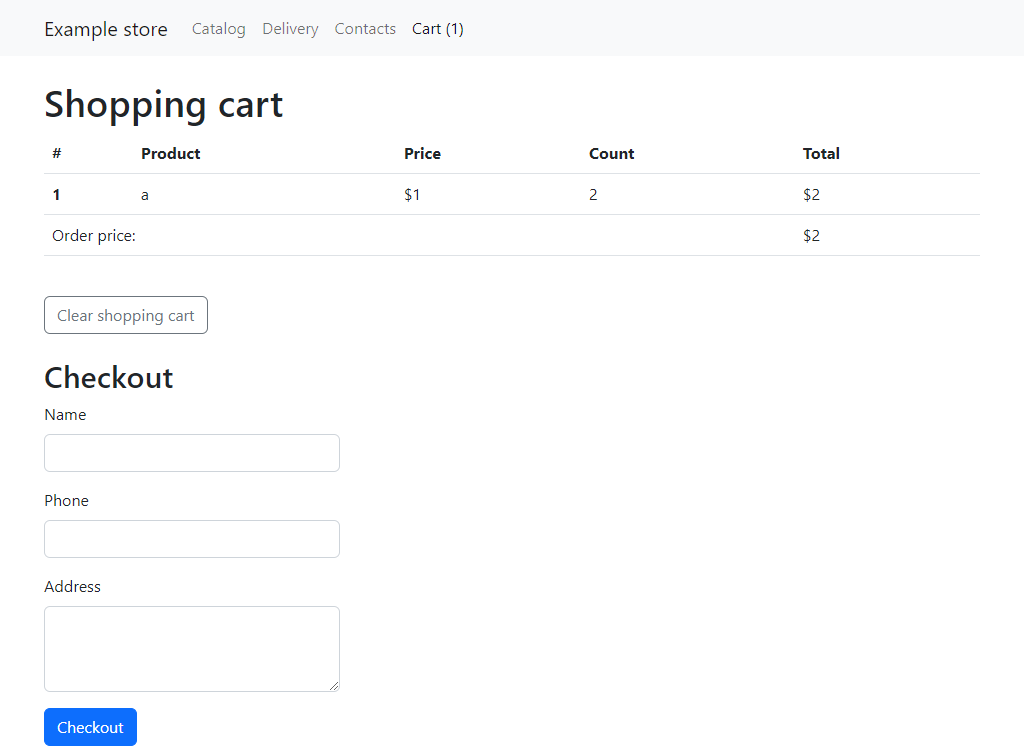 Example store Catalog Delivery Contacts Cart (1)
Shopping cart
# Product Price Count Total
1 a $1 2 $2
Order price: $2
Clear shopping cart
Checkout
Name
Phone
Address
Checkout